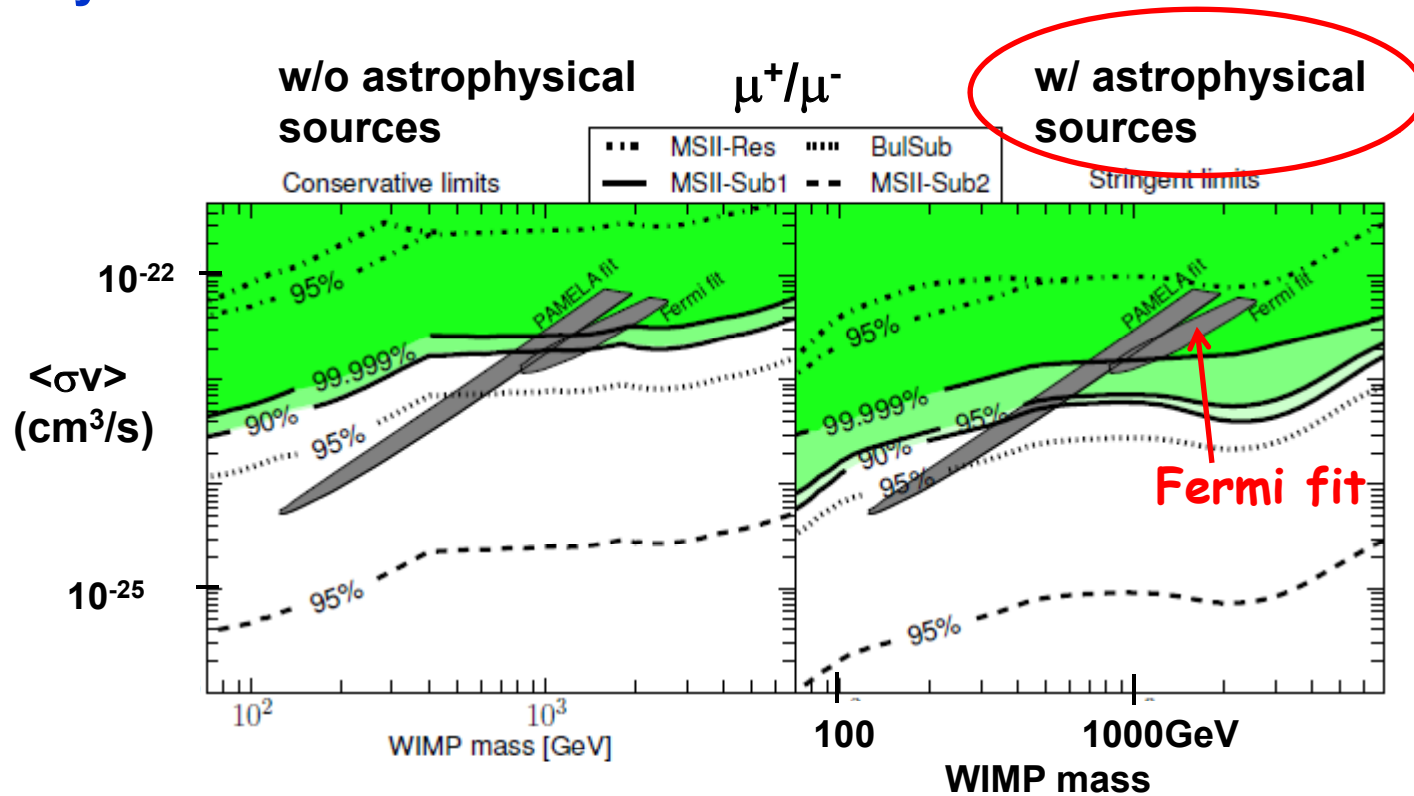 w/o astrophysical
sources
μ⁺/μ⁻
w/ astrophysical
sources
MSII-Res
BulSub
MSII-Sub1
MSII-Sub2
Conservative limits
Stringent limits
10⁻²²
10⁻²⁵
<σv>
(cm³/s)
95%
PAMELA fit
Fermi fit
99.999%
90%
95%
95%
10²
10³
WIMP mass [GeV]
95%
PAMELA fit
Fermi fit
99.999%
95%
90%
95%
95%
Fermi fit
100
1000GeV
WIMP mass